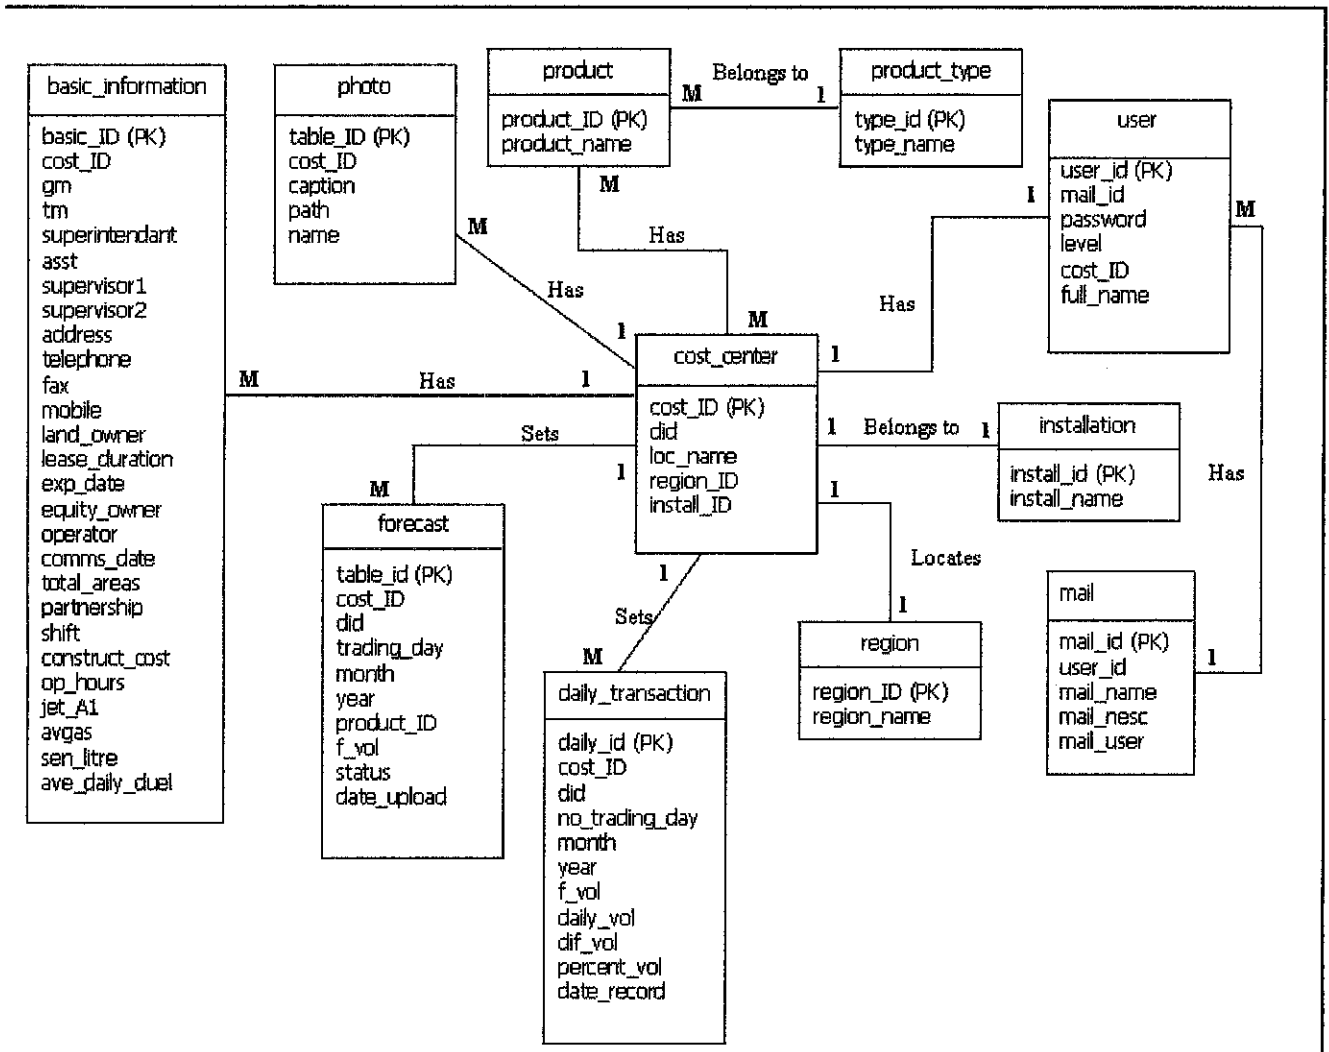 basic_information
basic_ID (PK)
cost_ID
gm
tm
superintendant
asst
supervisor1
supervisor2
address
telephone
fax
mobile
land_owner
lease_duration
exp_date
equity_owner
operator
comms_date
total_areas
partnership
shift
construct_cost
op_hours
jet_A1
avgas
sen_litre
ave_daily_duel
photo
table_ID (PK)
cost_ID
caption
path
name
product
product_ID (PK)
product_name
M
Belongs to
1
product_type
type_id (PK)
type_name
user
user_id (PK)
mail_id
password
level
cost_ID
full_name
M
Has
1
M
Has
M
1
Has
1
M
Has
1
cost_center
cost_ID (PK)
did
loc_name
region_ID
install_ID
1
Belongs to
1
installation
install_id (PK)
install_name
M
Has
1
Sets
1
M
forecast
table_id (PK)
cost_ID
did
trading_day
month
year
product_ID
f_vol
status
date_upload
1
Sets
M
daily_transaction
daily_id (PK)
cost_ID
did
no_trading_day
month
year
f_vol
daily_vol
dif_vol
percent_vol
date_record
1
Locates
1
region
region_ID (PK)
region_name
mail
mail_id (PK)
user_id
mail_name
mail_nesc
mail_user